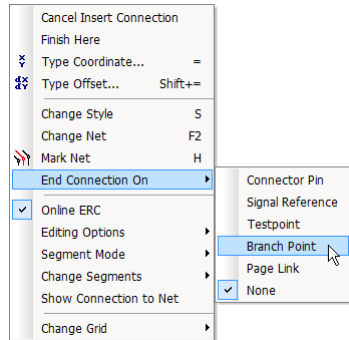 Cancel Insert Connection
Finish Here
Type Coordinate... =
Type Offset... Shift+=
Change Style S
Change Net F2
Mark Net H
End Connection On
Online ERC
Editing Options
Segment Mode
Change Segments
Show Connection to Net
Change Grid
Connector Pin
Signal Reference
Testpoint
Branch Point
Page Link
None